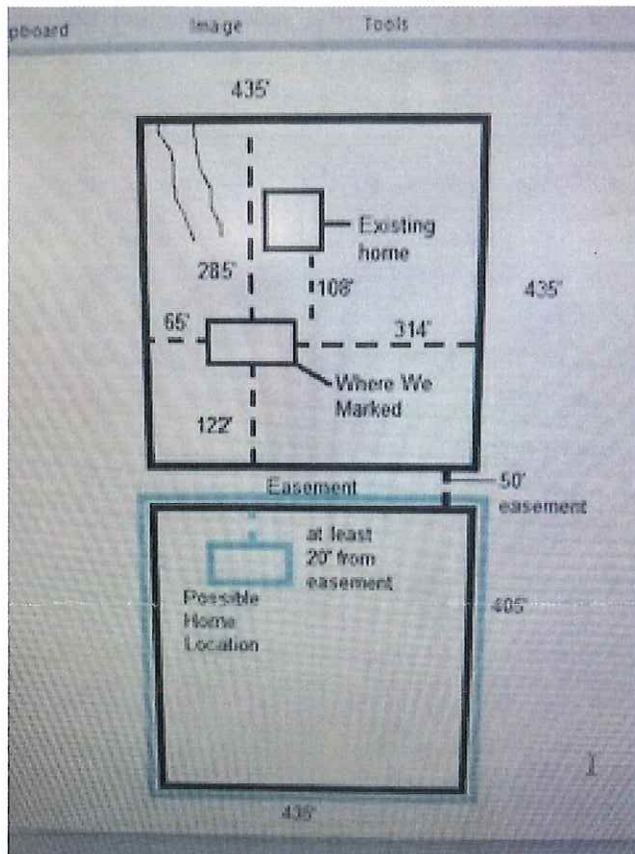 pboard
Image
Tools
435'
Existing
home
285'
108'
435'
65'
314'
Where We
Marked
122'
50'
Easement
easement
at least
20' from
easement
Possible
Home
Location
405'
435'